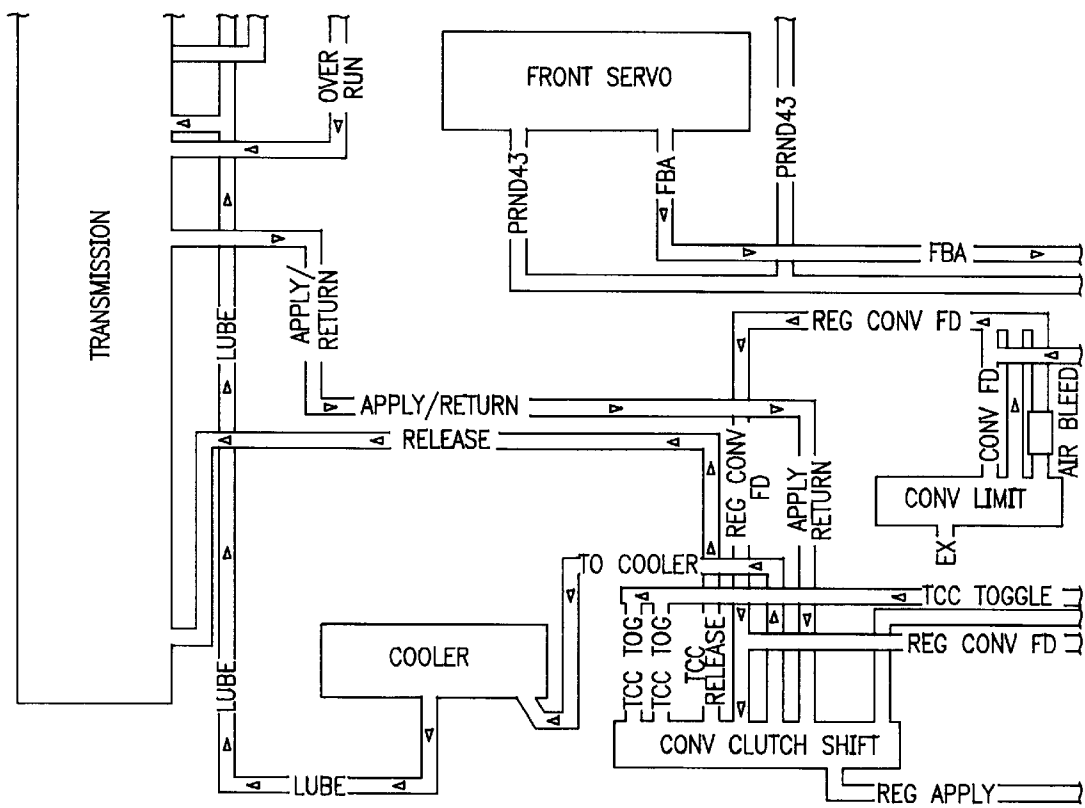 OVER
RUN
FRONT SERVO
PRND43
PRND43
FBA
FBA
TRANSMISSION
APPLY/
RETURN
LUBE
REG CONV FD
CONV FD
AIR BLEED
APPLY/RETURN
RELEASE
REG CONV
FD
APPLY
RETURN
CONV LIMIT
EX
TO COOLER
TCC TOGGLE
TCC TOG
TCC TOG
TCC
RELEASE
REG CONV FD
COOLER
LUBE
CONV CLUTCH SHIFT
LUBE
REG APPLY